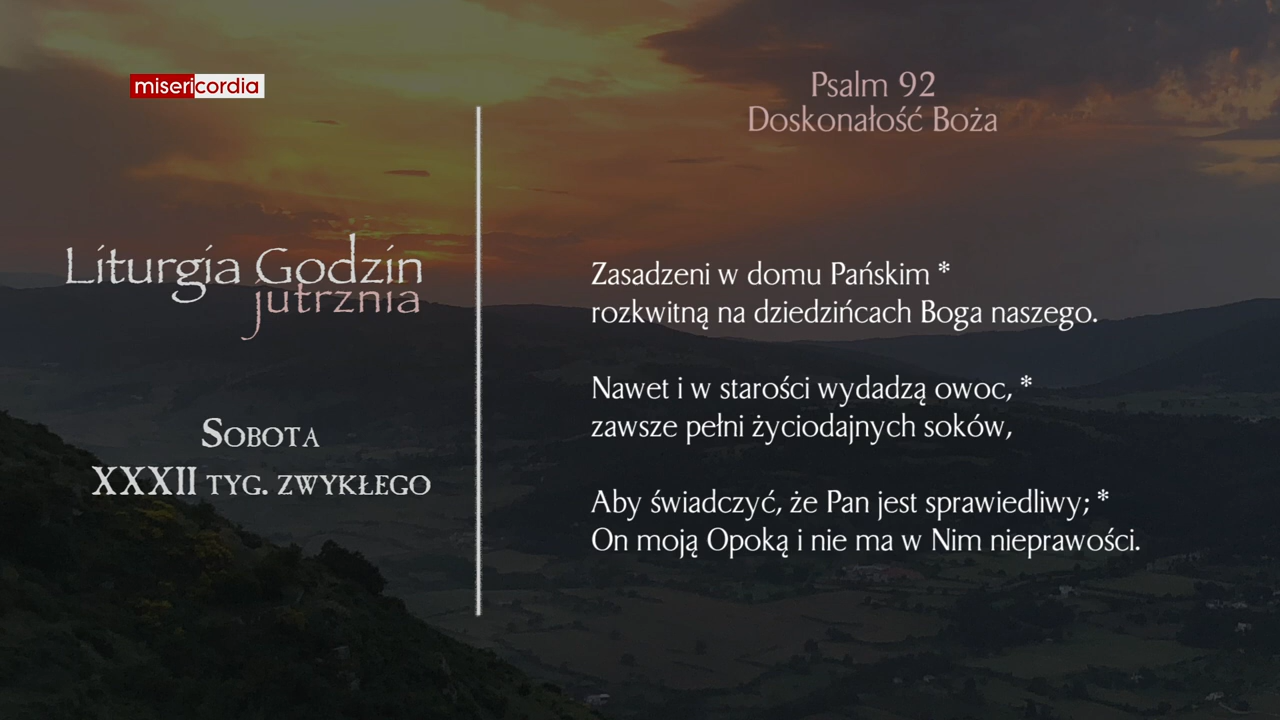 misericordia
Liturgia Godzin
jutrznia
Sobota
XXXII tyg. zwykłego
Psalm 92
Doskonałość Boża
Zasadzeni w domu Pańskim *
rozkwitną na dziedzińcach Boga naszego.
Nawet i w starości wydadzą owoc, *
zawsze pełni życiodajnych soków,
Aby świadczyć, że Pan jest sprawiedliwy; *
On moją Opoką i nie ma w Nim nieprawości.